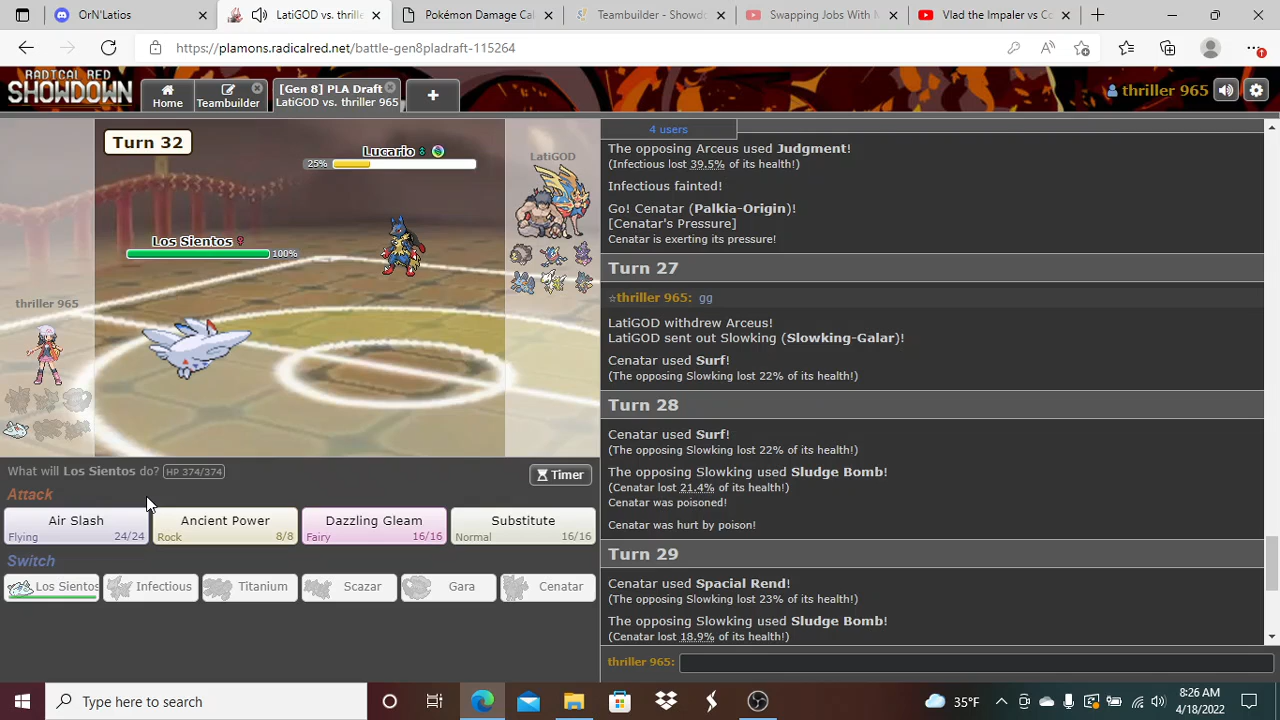 OrN'Latios
LatiGOD vs. thrille
Pokémon Damage Cal
Teambuilder - Showd
Swapping Jobs With M
Vlad the Impaler vs Co
https://plamons.radicalred.net/battle-gen8pladraft-115264
RADICAL RED
SHOWDOWN
Home
Teambuilder
[Gen 8] PLA Draft
LatiGOD vs. thriller 965
thriller 965
Turn 32
Lucario
25%
LatiGOD
Los Sientos
100%
thriller 965
4 users
The opposing Arceus used Judgment!
(Infectious lost 39.5% of its health!)
Infectious fainted!
Go! Cenatar (Palkia-Origin)!
[Cenatar's Pressure]
Cenatar is exerting its pressure!
Turn 27
☆thriller 965: gg
LatiGOD withdrew Arceus!
LatiGOD sent out Slowking (Slowking-Galar)!
Cenatar used Surf!
(The opposing Slowking lost 22% of its health!)
Turn 28
Cenatar used Surf!
(The opposing Slowking lost 22% of its health!)
The opposing Slowking used Sludge Bomb!
(Cenatar lost 21.4% of its health!)
Cenatar was poisoned!
Cenatar was hurt by poison!
Turn 29
Cenatar used Spacial Rend!
(The opposing Slowking lost 23% of its health!)
The opposing Slowking used Sludge Bomb!
(Cenatar lost 18.9% of its health!)
thriller 965:
What will Los Sientos do? HP 374/374
Timer
Attack
Air Slash
Flying 24/24
Ancient Power
Rock 8/8
Dazzling Gleam
Fairy 16/16
Substitute
Normal 16/16
Switch
Los Sientos
Infectious
Titanium
Scazar
Gara
Cenatar
Type here to search
35°F
8:26 AM
4/18/2022